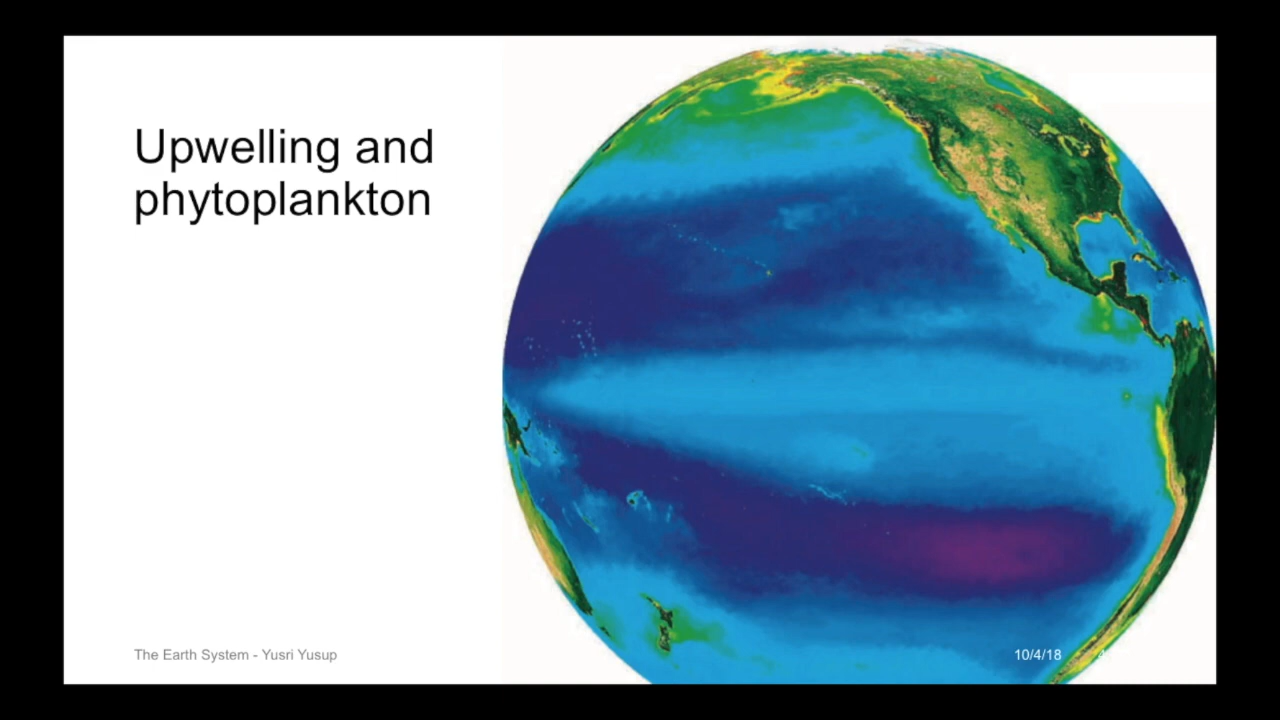 Upwelling and
phytoplankton
The Earth System - Yusri Yusup
10/4/18